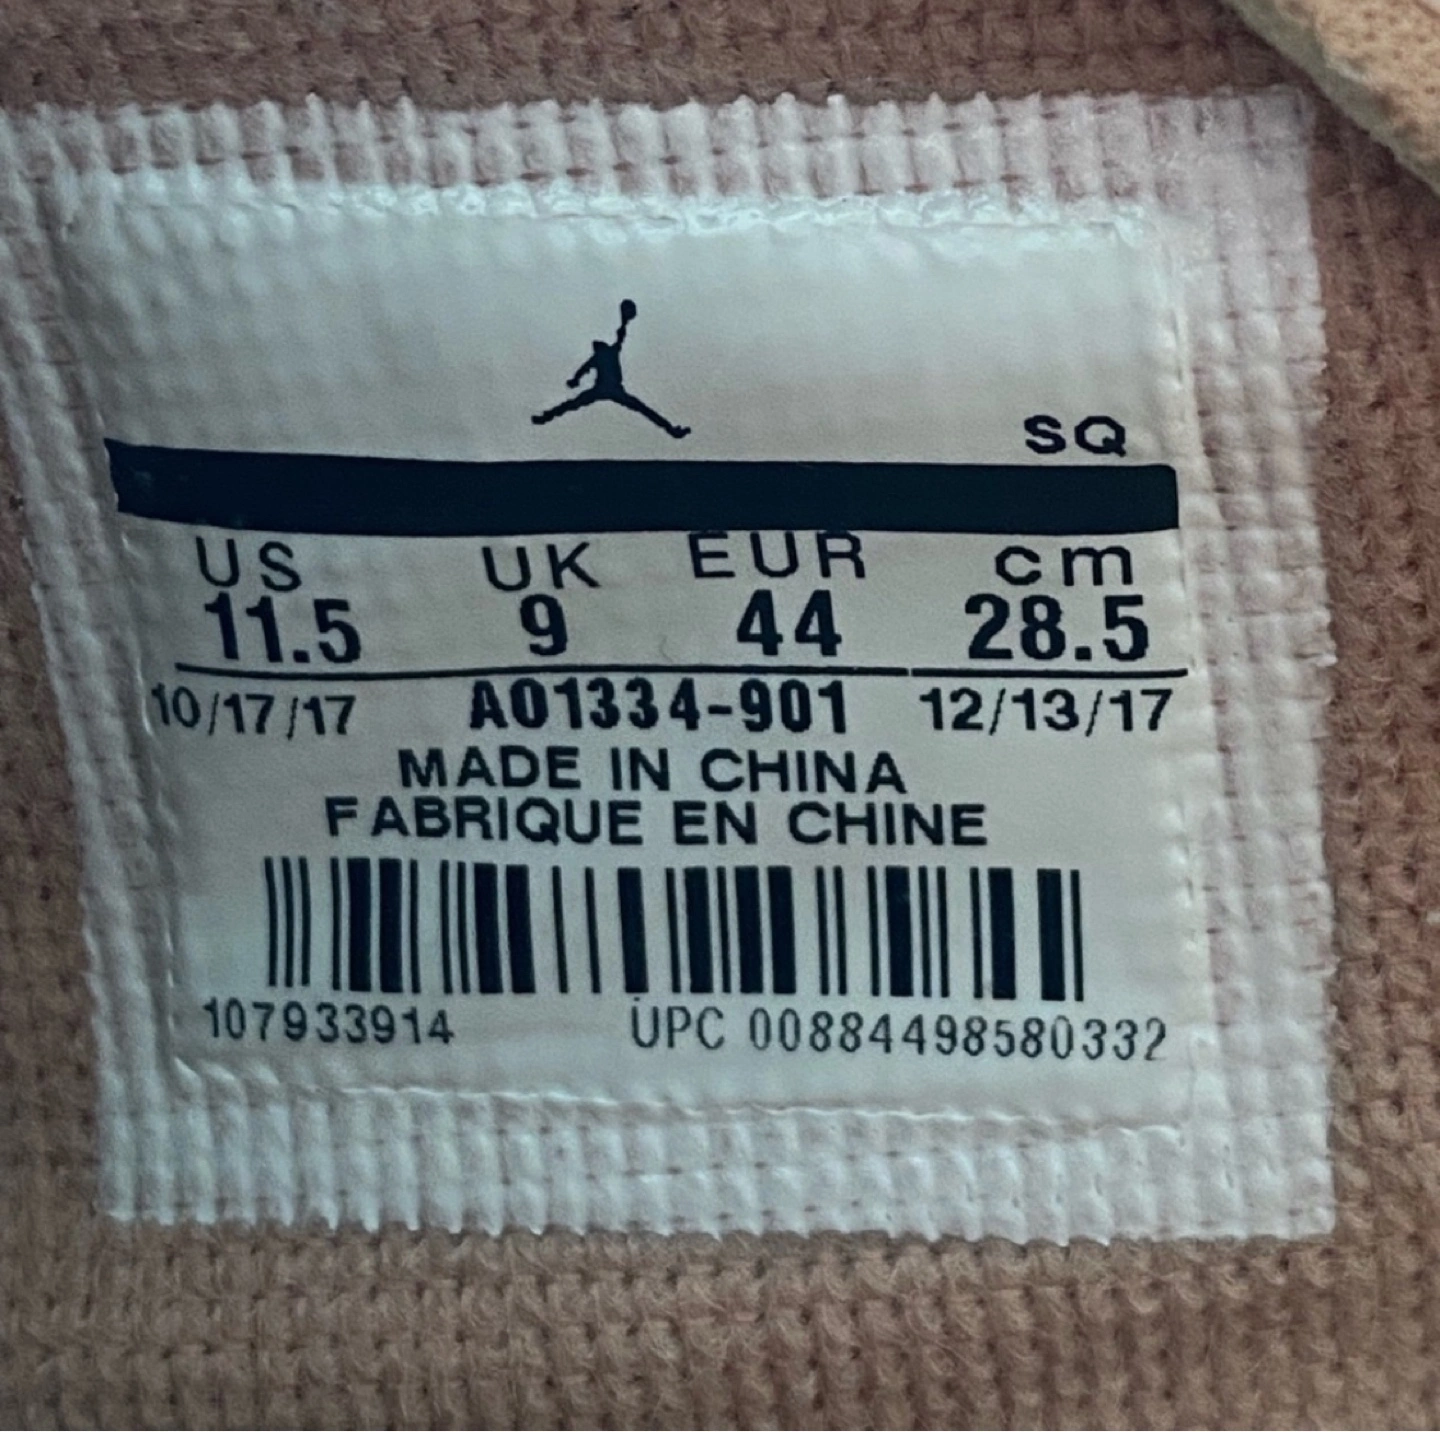 SQ
US UK EUR cm
11.5 9 44 28.5
10/17/17 A01334-901 12/13/17
MADE IN CHINA
FABRIQUE EN CHINE
107933914 UPC 00884498580332